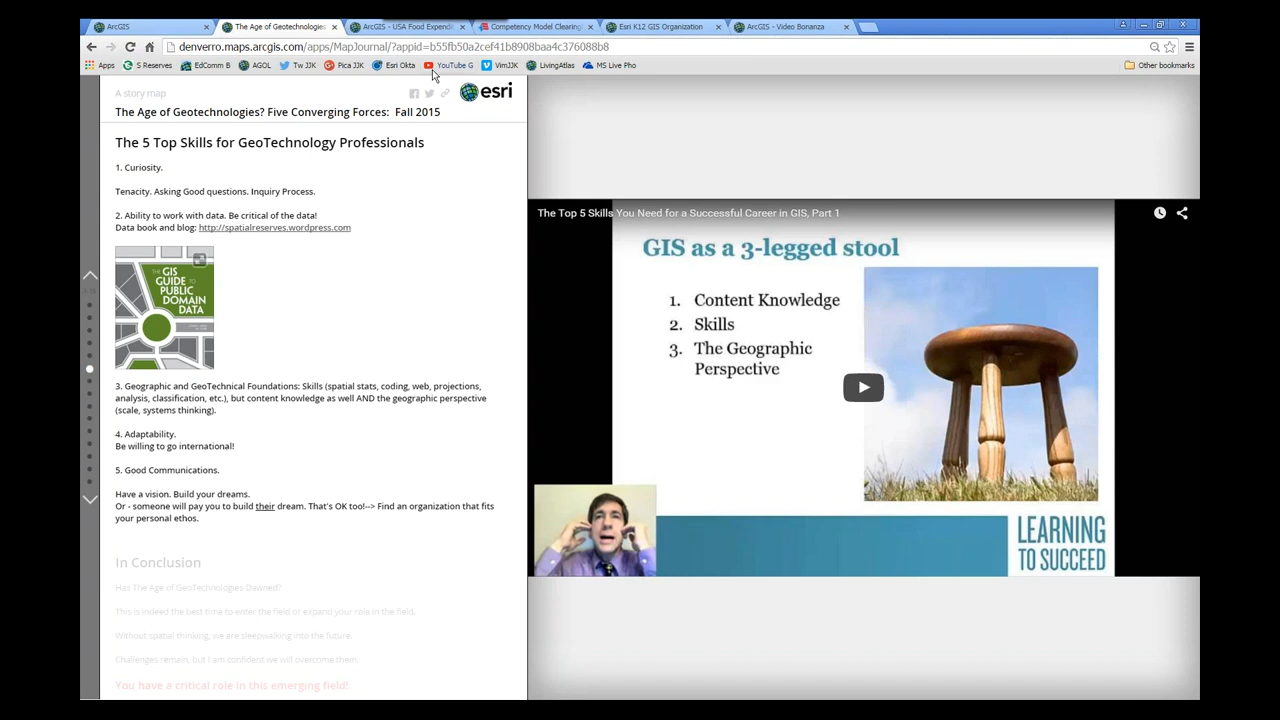 ArcGIS
The Age of Geotechnologies
ArcGIS - USA Food Expendit
Competency Model Clearing
Esri K12 GIS Organization
ArcGIS - Video Bonanza
denverro.maps.arcgis.com/apps/MapJournal/?appid=b55fb50a2cef41b8908baa4c376088b8
Apps
S Reserves
EdComm B
AGOL
Tw JJK
Pica JJK
Esri Okta
YouTube G
VimJJK
LivingAtlas
MS Live Pho
Other bookmarks
A story map
esri
The Age of Geotechnologies? Five Converging Forces: Fall 2015
The 5 Top Skills for GeoTechnology Professionals
1. Curiosity.
Tenacity. Asking Good questions. Inquiry Process.
2. Ability to work with data. Be critical of the data!
Data book and blog: http://spatialreserves.wordpress.com
THE
GIS
GUIDE TO
PUBLIC
DOMAIN
DATA
3. Geographic and GeoTechnical Foundations: Skills (spatial stats, coding, web, projections,
analysis, classification, etc.), but content knowledge as well AND the geographic perspective
(scale, systems thinking).
4. Adaptability.
Be willing to go international!
5. Good Communications.
Have a vision. Build your dreams.
Or - someone will pay you to build their dream. That's OK too!--> Find an organization that fits
your personal ethos.
In Conclusion
Has The Age of GeoTechnologies Dawned?
This is indeed the best time to enter the field or expand your role in the field.
Without spatial thinking, we are sleepwalking into the future.
Challenges remain, but I am confident we will overcome them.
You have a critical role in this emerging field!
The Top 5 Skills You Need for a Successful Career in GIS, Part 1
GIS as a 3-legged stool
1. Content Knowledge
2. Skills
3. The Geographic
Perspective
LEARNING
TO SUCCEED